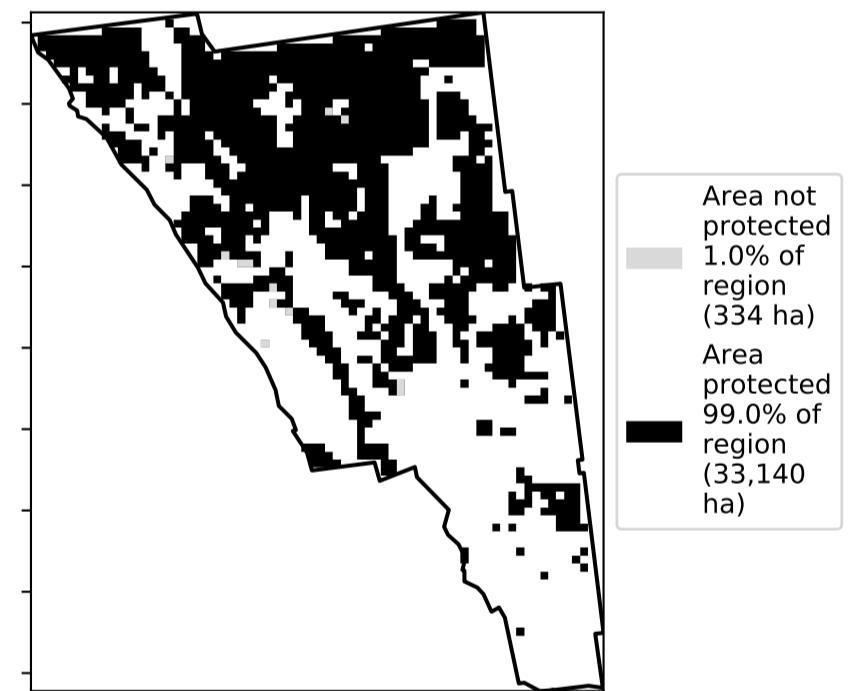 Area not
protected
1.0% of
region
(334 ha)
Area
protected
99.0% of
region
(33,140
ha)